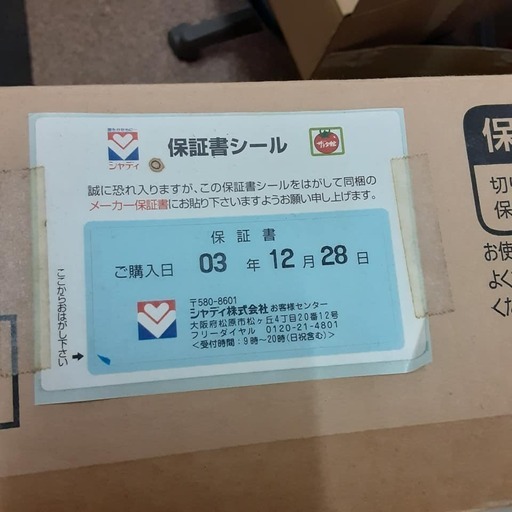 保証書シール
シャディ
サラダ館
誠に恐れ入りますが、この保証書シールをはがして同梱の
メーカー保証書にお貼り下さいますようお願い申し上げます。
保証書
ご購入日 03 年 12 月 28 日
〒580-8601
シャディ株式会社 お客様センター
大阪府松原市松ヶ丘4丁目20番12号
フリーダイヤル 0120-21-4801
<受付時間:9時~20時(日祝含む)>
ここからおはがし下さい→
保
切り
保
お使
よく
くだ